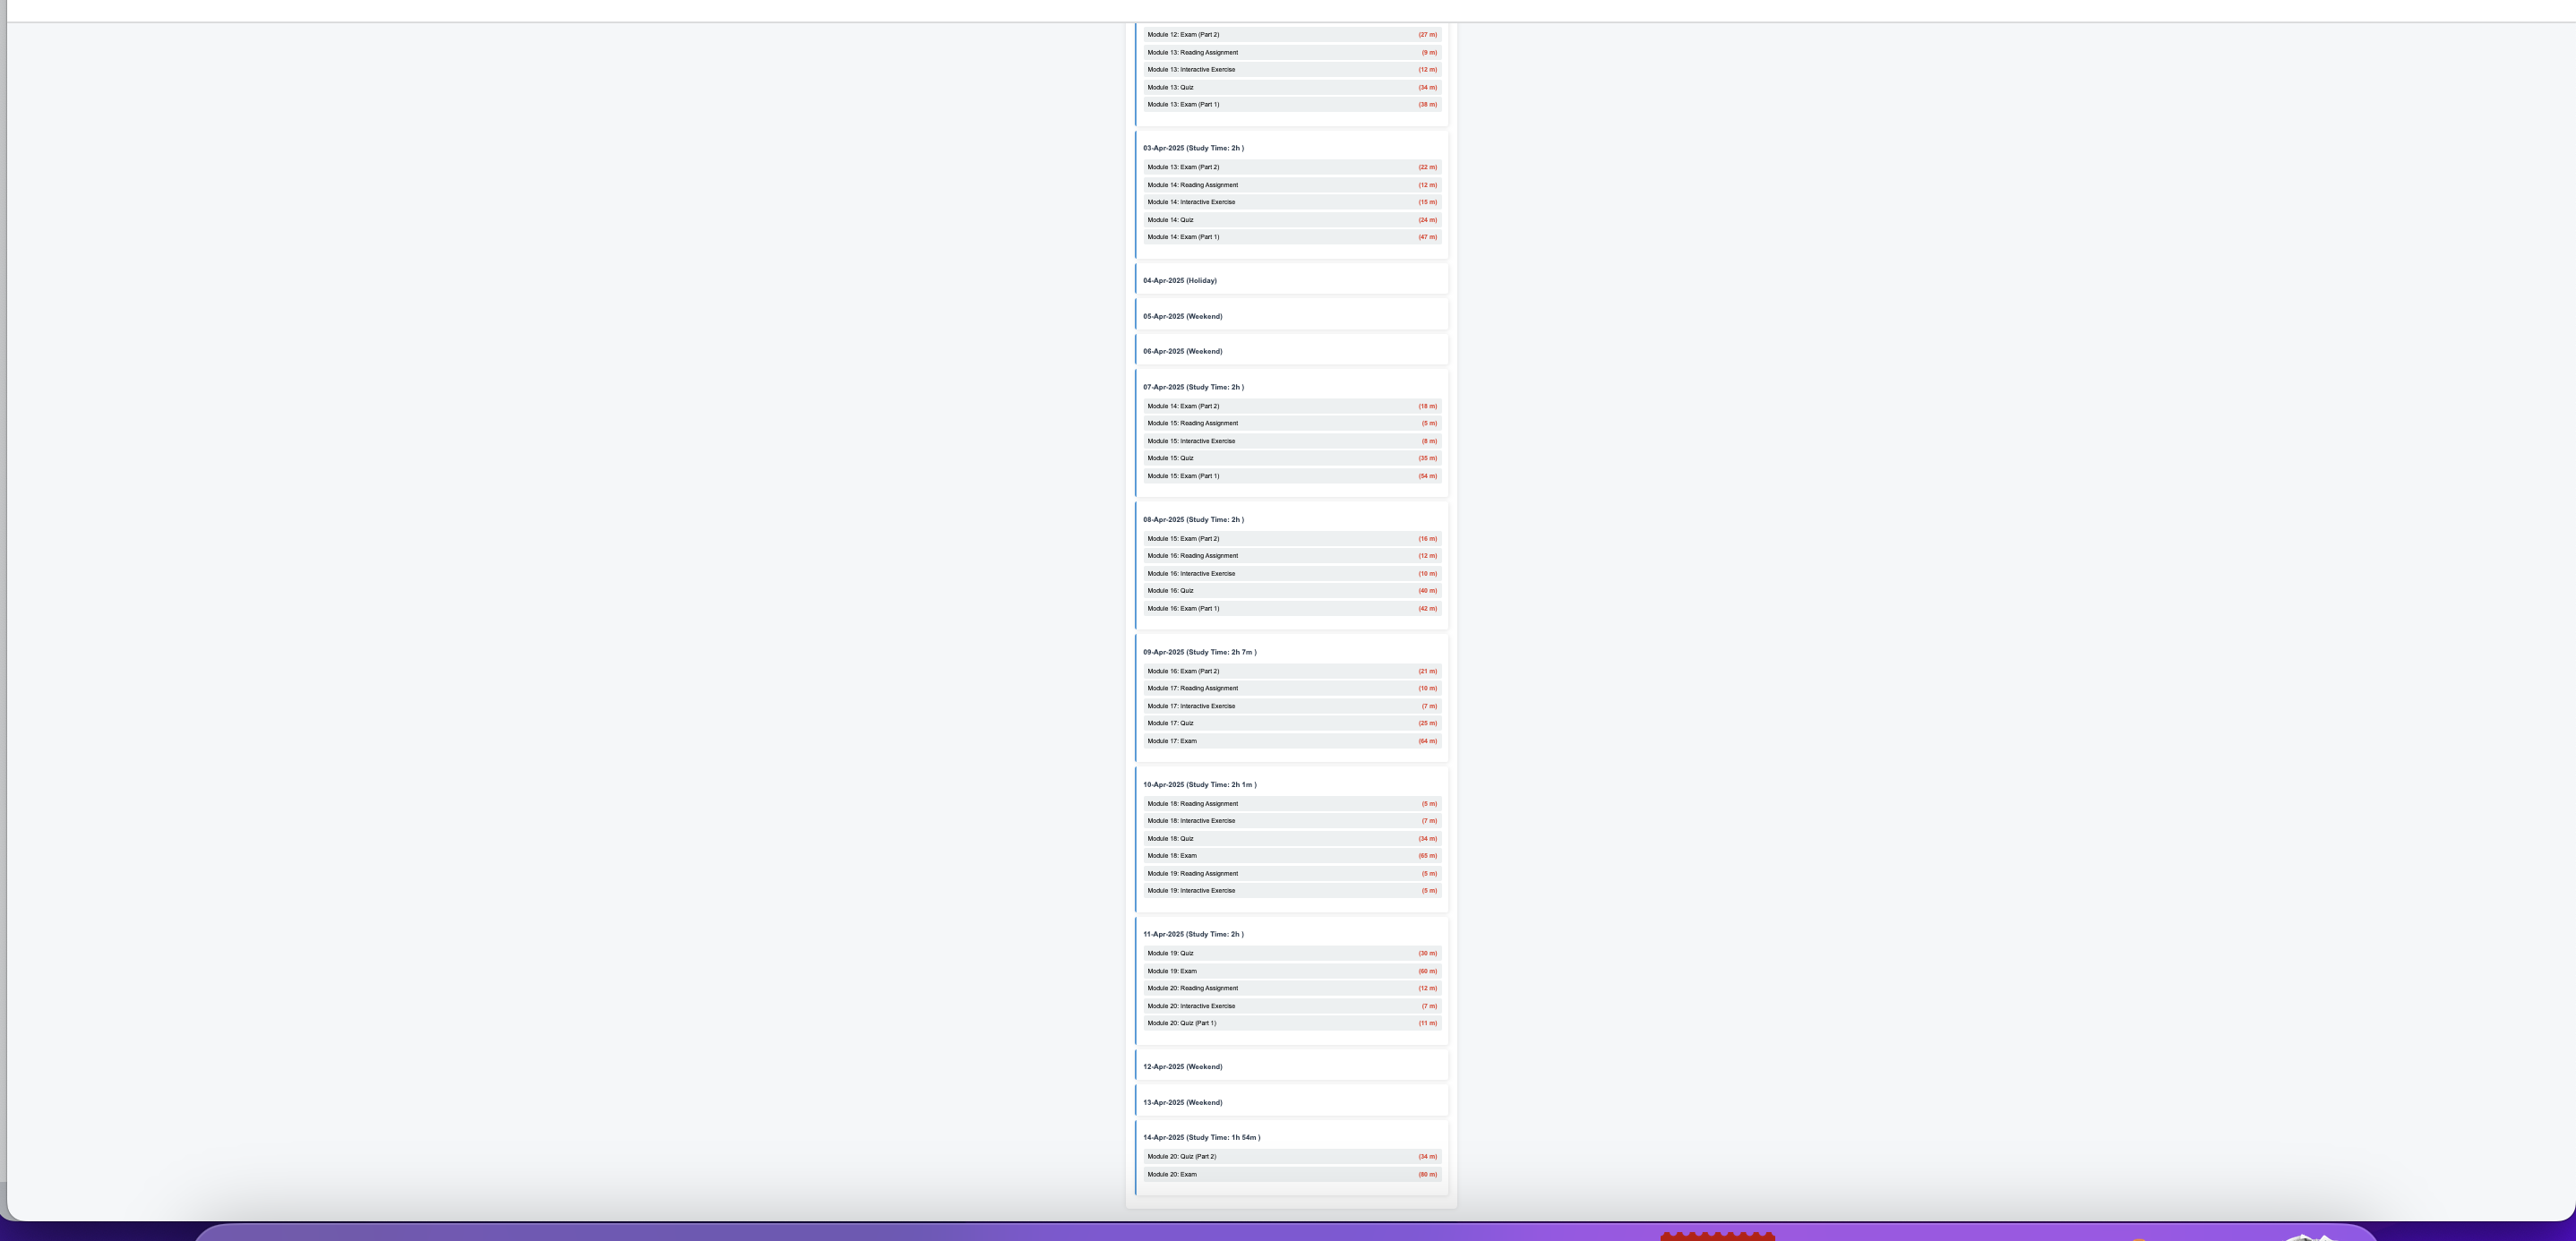 Module 12: Exam (Part 2) (27 m)
Module 13: Reading Assignment (9 m)
Module 13: Interactive Exercise (12 m)
Module 13: Quiz (34 m)
Module 13: Exam (Part 1) (38 m)
03-Apr-2025 (Study Time: 2h )
Module 13: Exam (Part 2) (22 m)
Module 14: Reading Assignment (12 m)
Module 14: Interactive Exercise (15 m)
Module 14: Quiz (24 m)
Module 14: Exam (Part 1) (47 m)
04-Apr-2025 (Holiday)
05-Apr-2025 (Weekend)
06-Apr-2025 (Weekend)
07-Apr-2025 (Study Time: 2h )
Module 14: Exam (Part 2) (18 m)
Module 15: Reading Assignment (5 m)
Module 15: Interactive Exercise (8 m)
Module 15: Quiz (35 m)
Module 15: Exam (Part 1) (54 m)
08-Apr-2025 (Study Time: 2h )
Module 15: Exam (Part 2) (16 m)
Module 16: Reading Assignment (12 m)
Module 16: Interactive Exercise (10 m)
Module 16: Quiz (40 m)
Module 16: Exam (Part 1) (42 m)
09-Apr-2025 (Study Time: 2h 7m )
Module 16: Exam (Part 2) (21 m)
Module 17: Reading Assignment (10 m)
Module 17: Interactive Exercise (7 m)
Module 17: Quiz (25 m)
Module 17: Exam (64 m)
10-Apr-2025 (Study Time: 2h 1m )
Module 18: Reading Assignment (5 m)
Module 18: Interactive Exercise (7 m)
Module 18: Quiz (34 m)
Module 18: Exam (65 m)
Module 19: Reading Assignment (5 m)
Module 19: Interactive Exercise (5 m)
11-Apr-2025 (Study Time: 2h )
Module 19: Quiz (30 m)
Module 19: Exam (60 m)
Module 20: Reading Assignment (12 m)
Module 20: Interactive Exercise (7 m)
Module 20: Quiz (Part 1) (11 m)
12-Apr-2025 (Weekend)
13-Apr-2025 (Weekend)
14-Apr-2025 (Study Time: 1h 54m )
Module 20: Quiz (Part 2) (34 m)
Module 20: Exam (80 m)